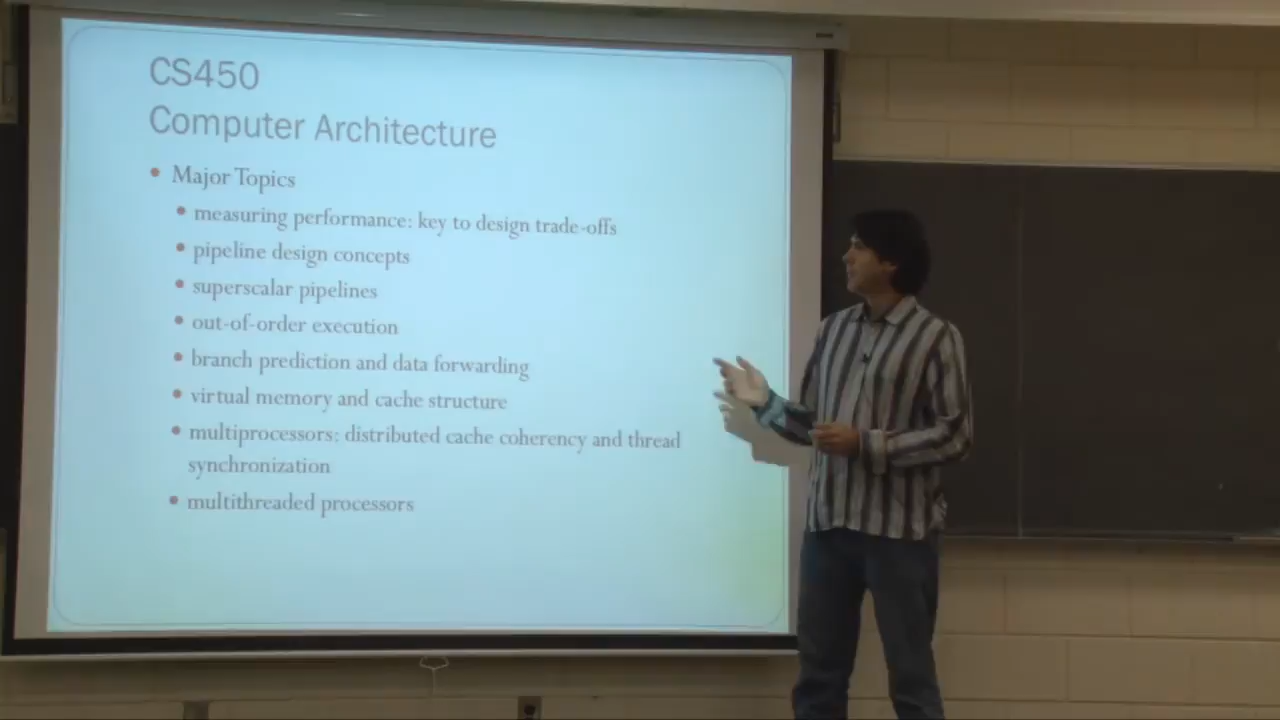 CS450
Computer Architecture
• Major Topics
• measuring performance: key to design trade-offs
• pipeline design concepts
• superscalar pipelines
• out-of-order execution
• branch prediction and data forwarding
• virtual memory and cache structure
• multiprocessors: distributed cache coherency and thread
synchronization
• multithreaded processors